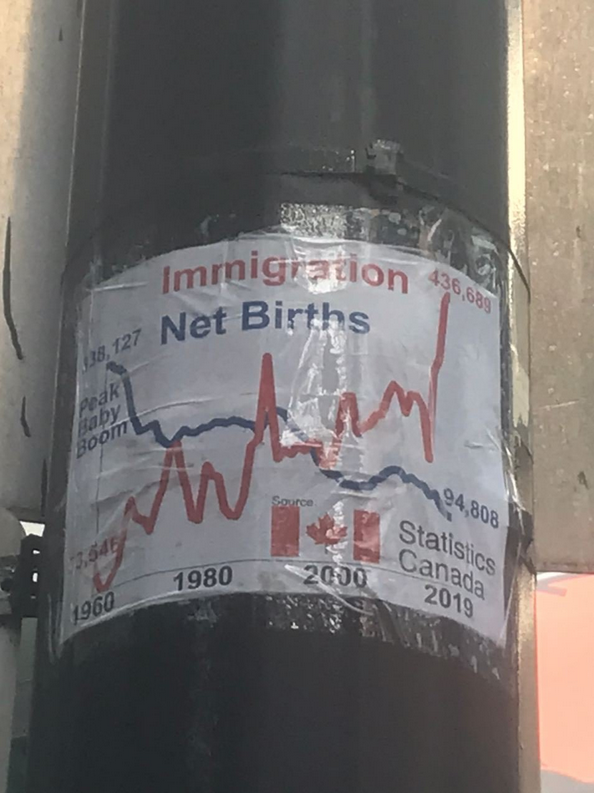 Immigration
436,689
Net Births
338,127
Peak
Baby
Boom
94,808
Source
Statistics
Canada
1960
1980
2000
2019